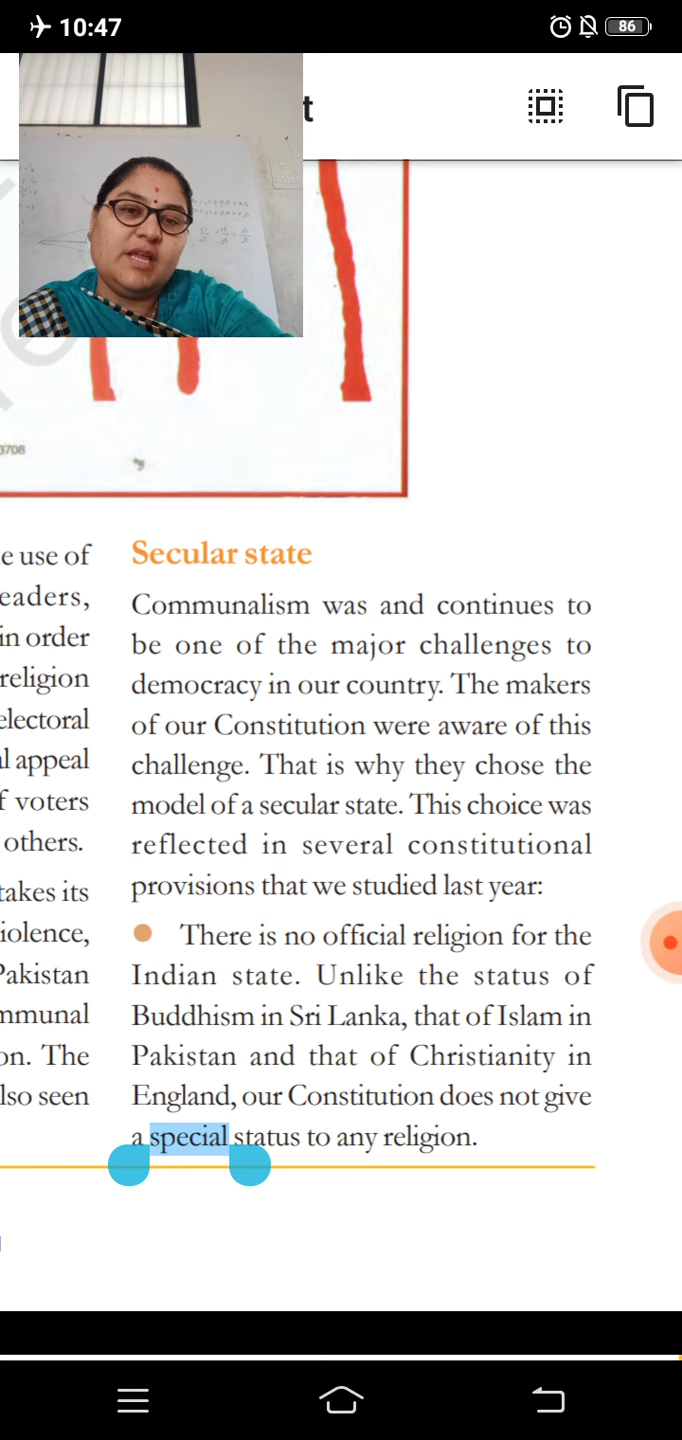 10:47
86
t
3708
e use of
eaders,
in order
religion
electoral
l appeal
f voters
others.
takes its
iolence,
Pakistan
mmunal
on. The
lso seen
Secular state
Communalism was and continues to
be one of the major challenges to
democracy in our country. The makers
of our Constitution were aware of this
challenge. That is why they chose the
model of a secular state. This choice was
reflected in several constitutional
provisions that we studied last year:
There is no official religion for the
Indian state. Unlike the status of
Buddhism in Sri Lanka, that of Islam in
Pakistan and that of Christianity in
England, our Constitution does not give
a special status to any religion.